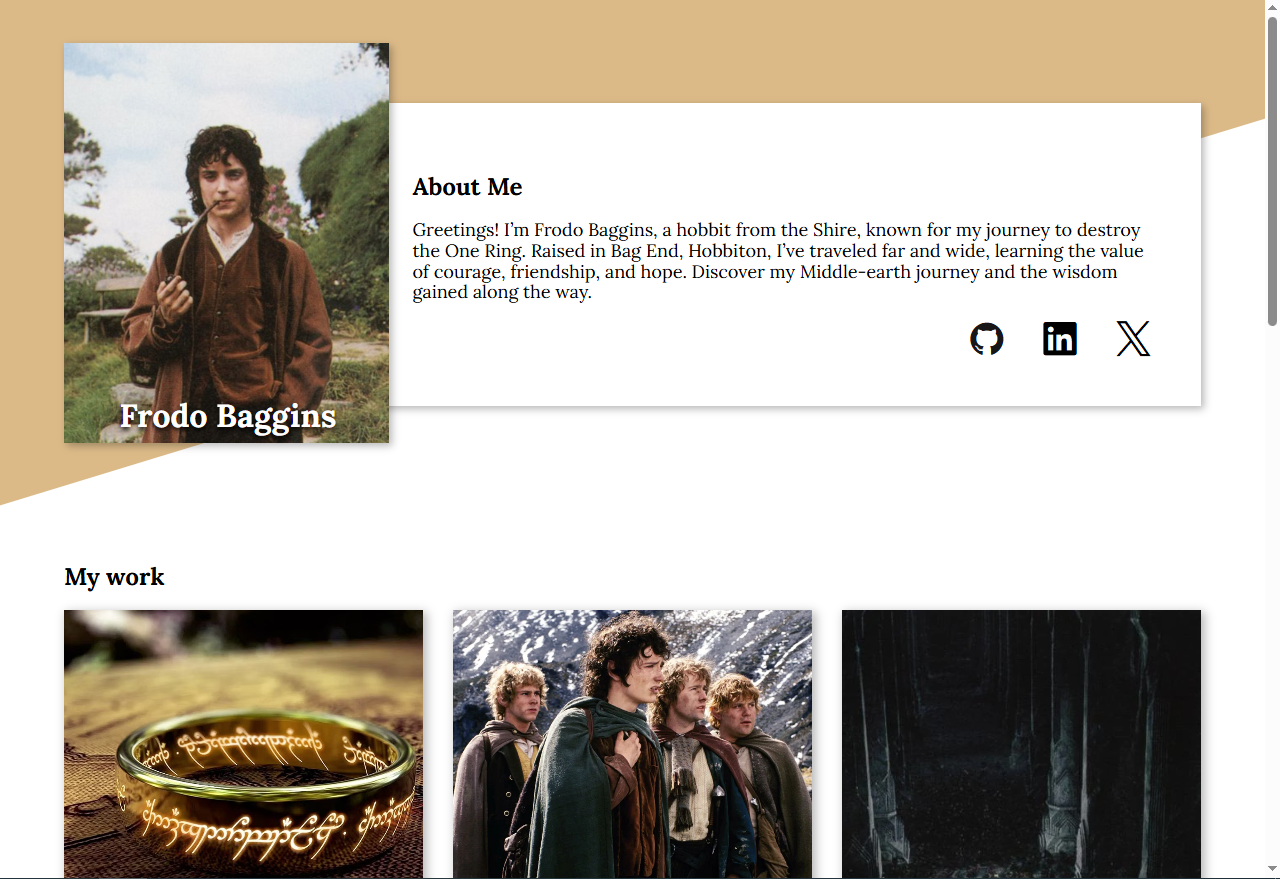 Frodo Baggins
About Me
Greetings! I’m Frodo Baggins, a hobbit from the Shire, known for my journey to destroy
the One Ring. Raised in Bag End, Hobbiton, I’ve traveled far and wide, learning the value
of courage, friendship, and hope. Discover my Middle-earth journey and the wisdom
gained along the way.
in
My work